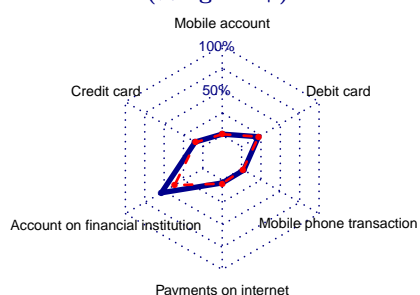 Mobile account
100%
Credit card
50%
Debit card
Account on financial institution
Mobile phone transaction
Payments on internet